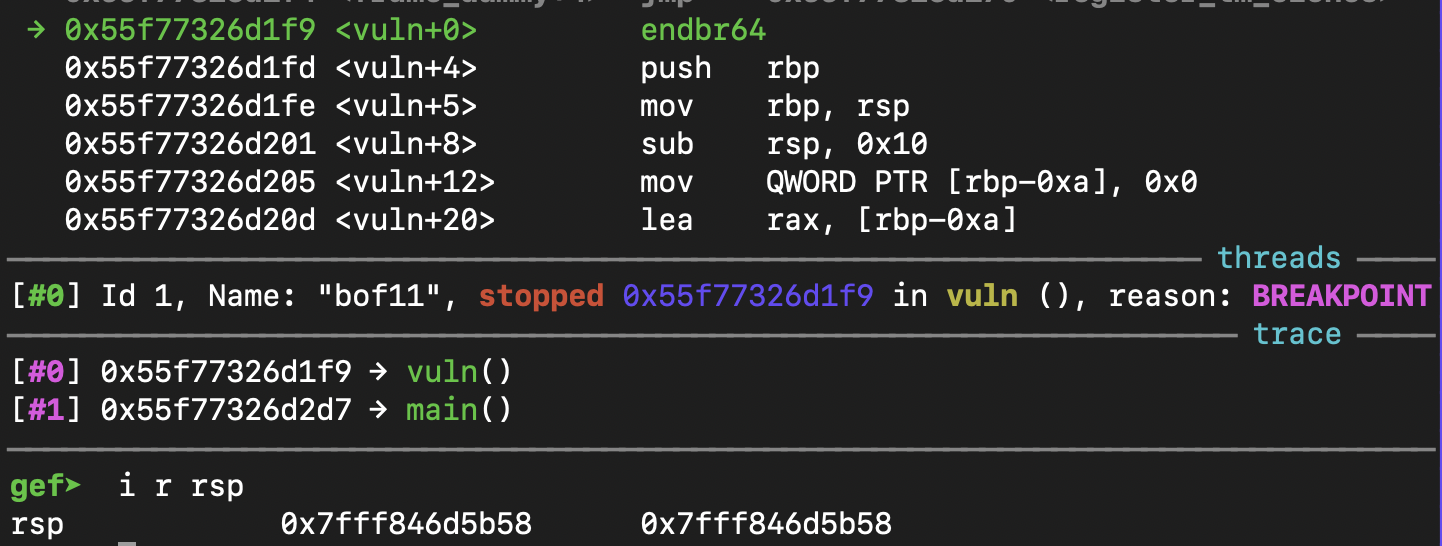 → 0x55f77326d1f9 <vuln+0> endbr64
0x55f77326d1fd <vuln+4> push rbp
0x55f77326d1fe <vuln+5> mov rbp, rsp
0x55f77326d201 <vuln+8> sub rsp, 0x10
0x55f77326d205 <vuln+12> mov QWORD PTR [rbp-0xa], 0x0
0x55f77326d20d <vuln+20> lea rax, [rbp-0xa]
threads
[#0] Id 1, Name: "bof11", stopped 0x55f77326d1f9 in vuln (), reason: BREAKPOINT
trace
[#0] 0x55f77326d1f9 → vuln()
[#1] 0x55f77326d2d7 → main()
gef➤ i r rsp
rsp 0x7fff846d5b58 0x7fff846d5b58